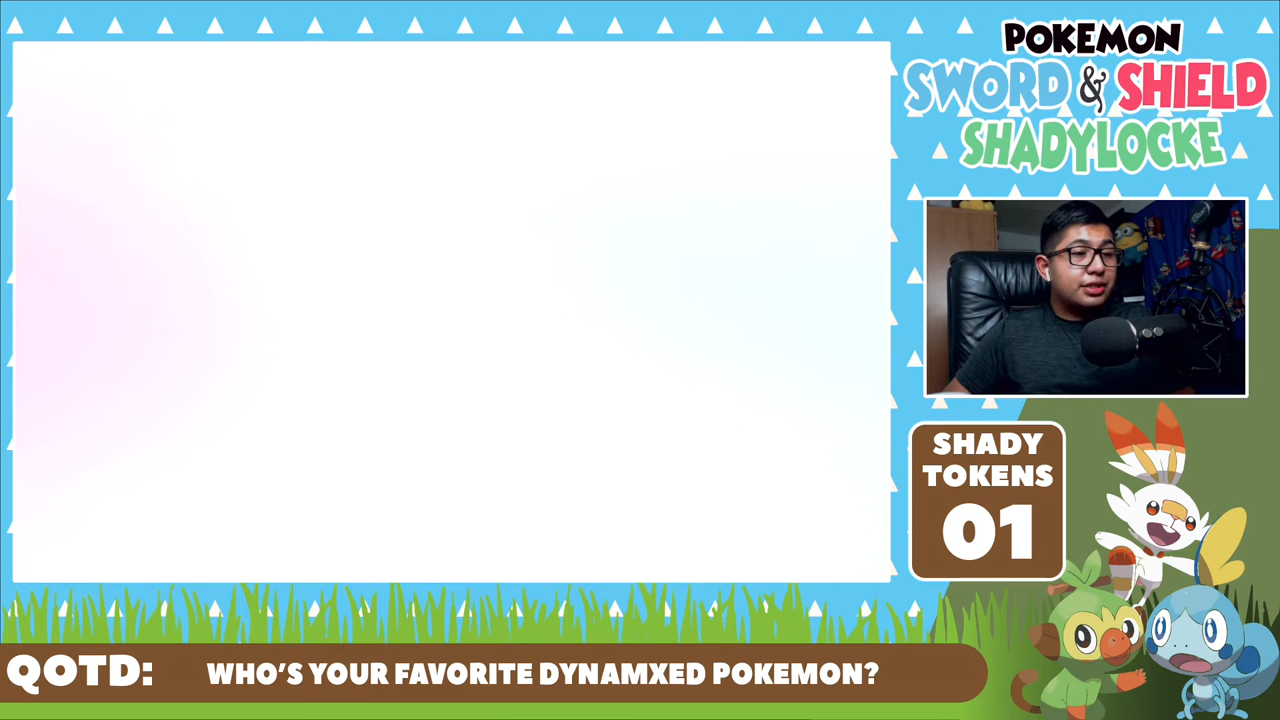 POKEMON
SWORD & SHIELD
SHADYLOCKE
SHADY
TOKENS
01
QOTD: WHO'S YOUR FAVORITE DYNAMXED POKEMON?